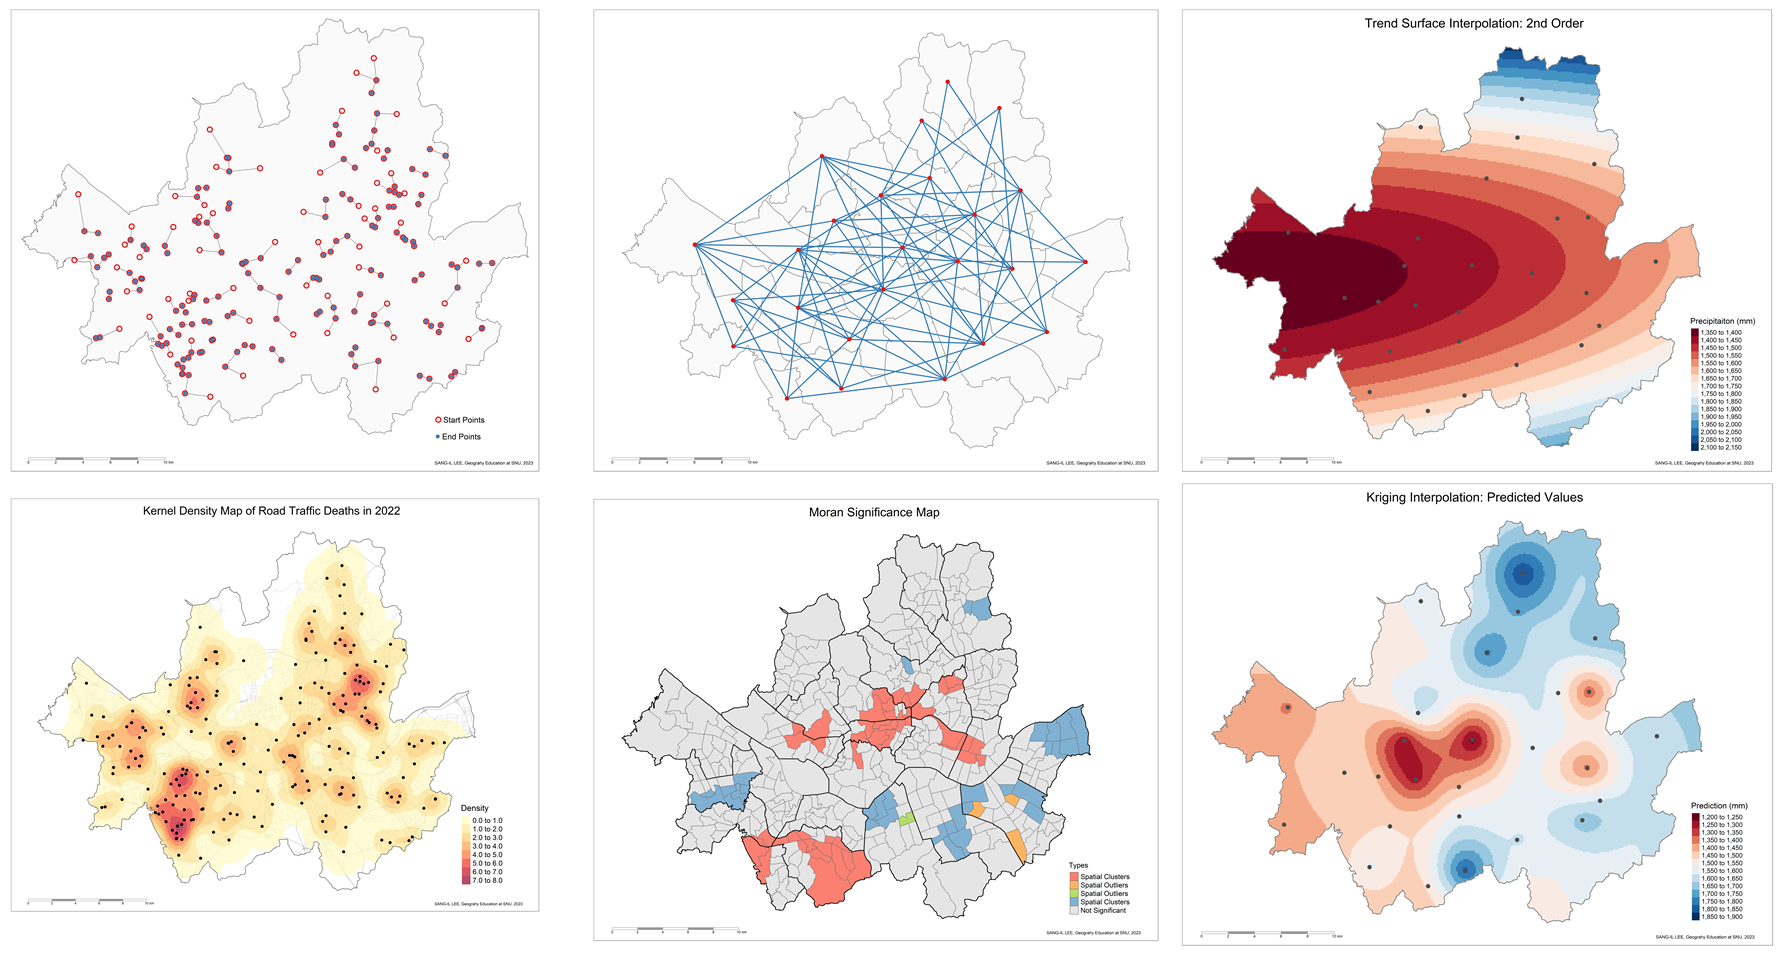 Start Points
End Points
0 2 4 6 8 10 km
SANG-IL LEE, Geograhy Education at SNU, 2023
0 2 4 6 8 10 km
SANG-IL LEE, Geograhy Education at SNU, 2023
Trend Surface Interpolation: 2nd Order
Precipitaiton (mm)
1,350 to 1,400
1,400 to 1,450
1,450 to 1,500
1,500 to 1,550
1,550 to 1,600
1,600 to 1,650
1,650 to 1,700
1,700 to 1,750
1,750 to 1,800
1,800 to 1,850
1,850 to 1,900
1,900 to 1,950
1,950 to 2,000
2,000 to 2,050
2,050 to 2,100
2,100 to 2,150
0 2 4 6 8 10 km
SANG-IL LEE, Geograhy Education at SNU, 2023
Kernel Density Map of Road Traffic Deaths in 2022
Density
0.0 to 1.0
1.0 to 2.0
2.0 to 3.0
3.0 to 4.0
4.0 to 5.0
5.0 to 6.0
6.0 to 7.0
7.0 to 8.0
0 2 4 6 8 10 km
SANG-IL LEE, Geograhy Education at SNU, 2023
Moran Significance Map
Types
Spatial Clusters
Spatial Outliers
Spatial Outliers
Spatial Clusters
Not Significant
0 2 4 6 8 10 km
SANG-IL LEE, Geograhy Education at SNU, 2023
Kriging Interpolation: Predicted Values
Prediction (mm)
1,200 to 1,250
1,250 to 1,300
1,300 to 1,350
1,350 to 1,400
1,400 to 1,450
1,450 to 1,500
1,500 to 1,550
1,550 to 1,600
1,600 to 1,650
1,650 to 1,700
1,700 to 1,750
1,750 to 1,800
1,800 to 1,850
1,850 to 1,900
0 2 4 6 8 10 km
SANG-IL LEE, Geograhy Education at SNU, 2023